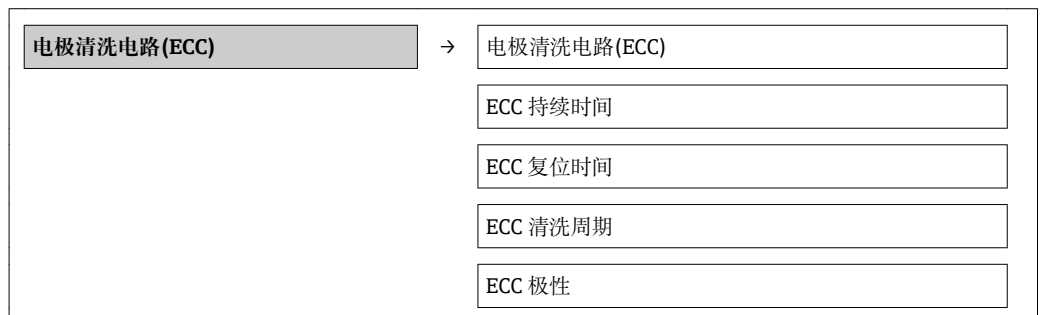 电极清洗电路(ECC) → 电极清洗电路(ECC)
ECC 持续时间
ECC 复位时间
ECC 清洗周期
ECC 极性